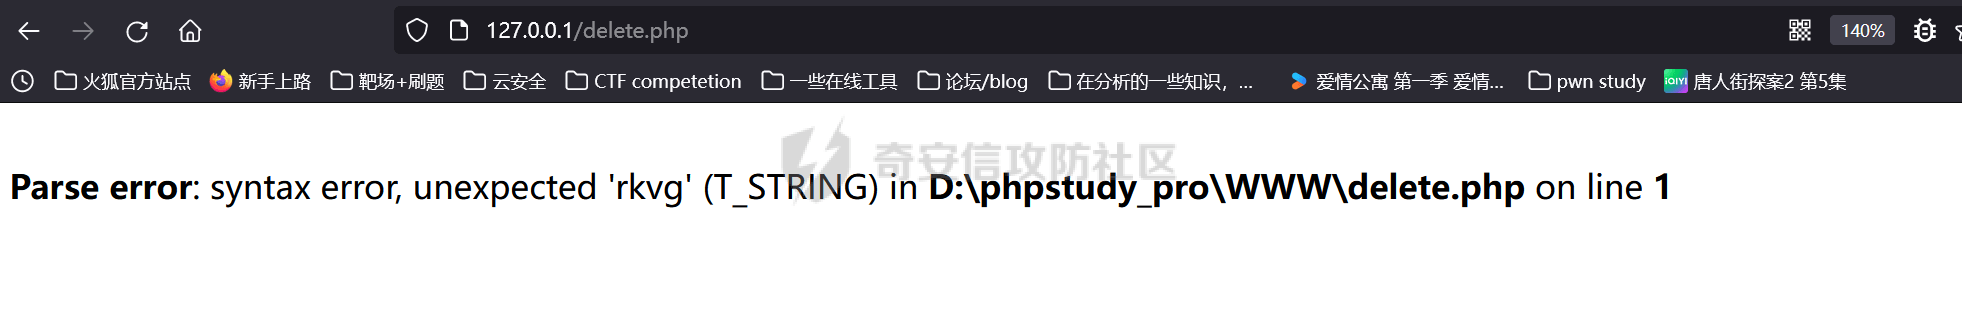 127.0.0.1/delete.php 140%
火狐官方站点 新手上路 靶场+刷题 云安全 CTF competetion 一些在线工具 论坛/blog 在分析的一些知识，... 爱情公寓 第一季 爱情... pwn study iQIYI 唐人街探案2 第5集
奇安信攻防社区
Parse error: syntax error, unexpected 'rkvg' (T_STRING) in D:\phpstudy_pro\WWW\delete.php on line 1